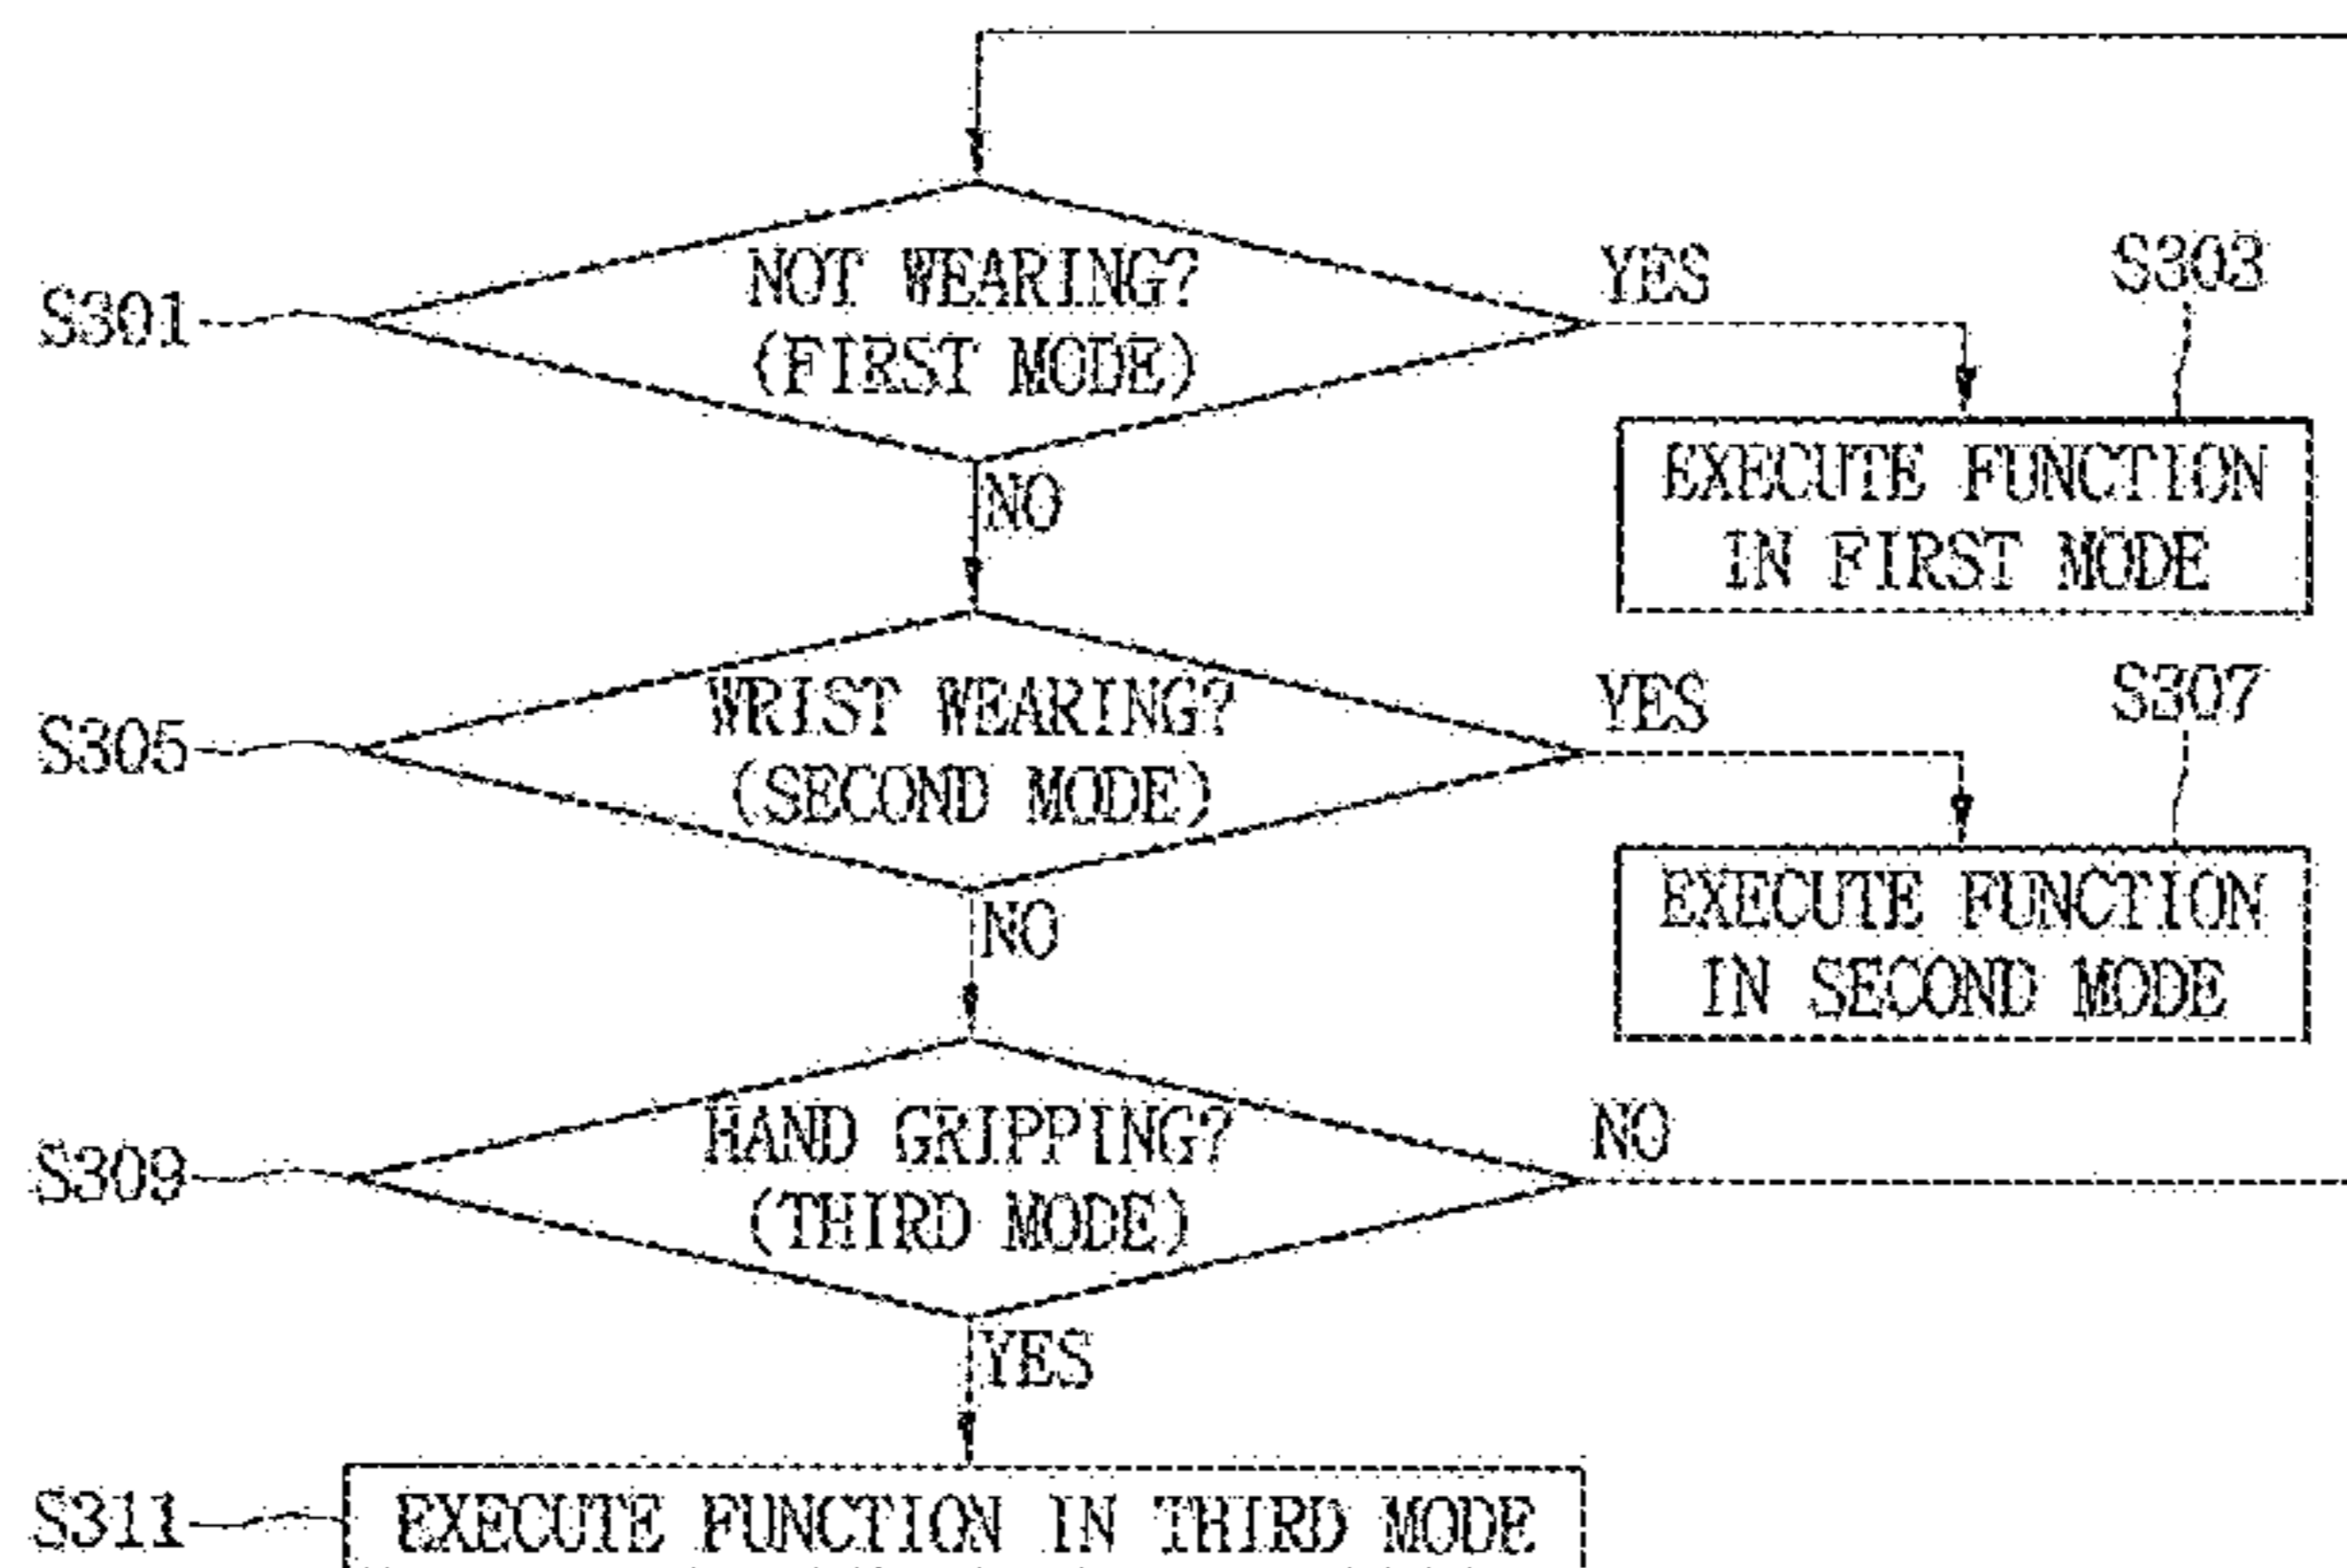 S301
NOT WEARING?
(FIRST MODE)
YES
S303
EXECUTE FUNCTION
IN FIRST MODE
NO
S305
WRIST WEARING?
(SECOND MODE)
YES
S307
EXECUTE FUNCTION
IN SECOND MODE
NO
S309
HAND GRIPPING?
(THIRD MODE)
NO
YES
S311
EXECUTE FUNCTION IN THIRD MODE